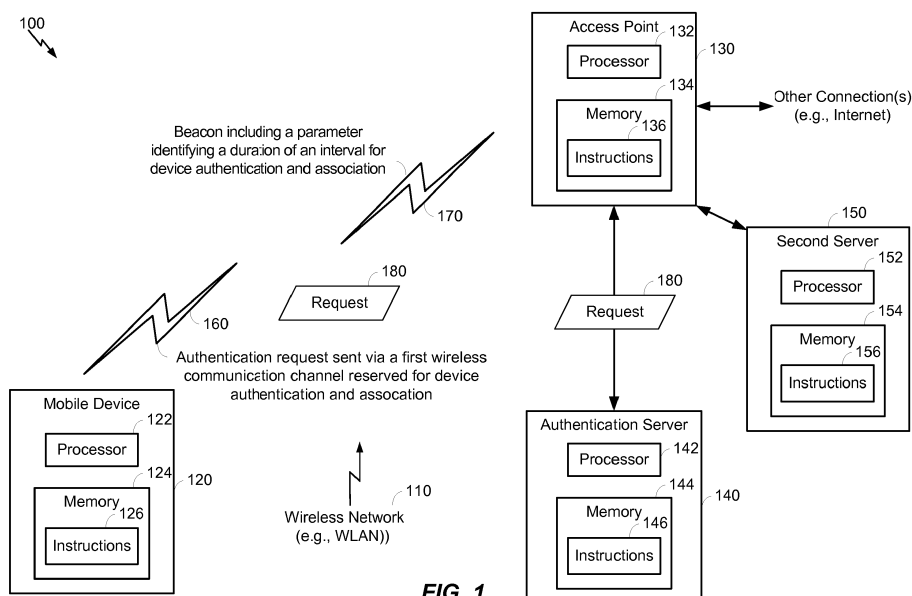 100
Access Point
132
130
Processor
134
Memory
136
Instructions
Other Connection(s)
(e.g., Internet)
Beacon including a parameter
identifying a duration of an interval for
device authentication and association
170
150
Second Server
152
Processor
154
Memory
156
Instructions
180
Request
180
Request
160
Authentication request sent via a first wireless
communication channel reserved for device
authentication and assocation
Mobile Device
122
Processor
124
120
Memory
126
Instructions
110
Wireless Network
(e.g., WLAN))
Authentication Server
142
Processor
144
140
Memory
146
Instructions
FIG. 1